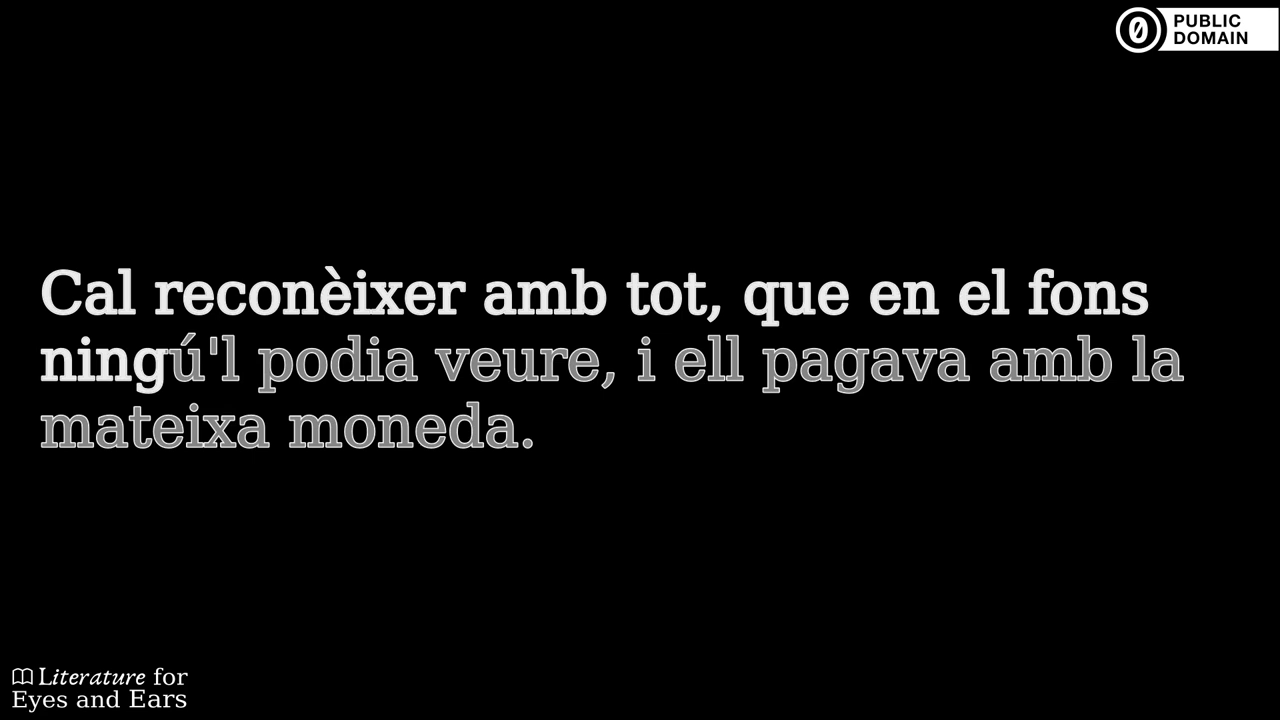 PUBLIC
DOMAIN
Cal reconèixer amb tot, que en el fons
ningú'l podia veure, i ell pagava amb la
mateixa moneda.
Literature for
Eyes and Ears